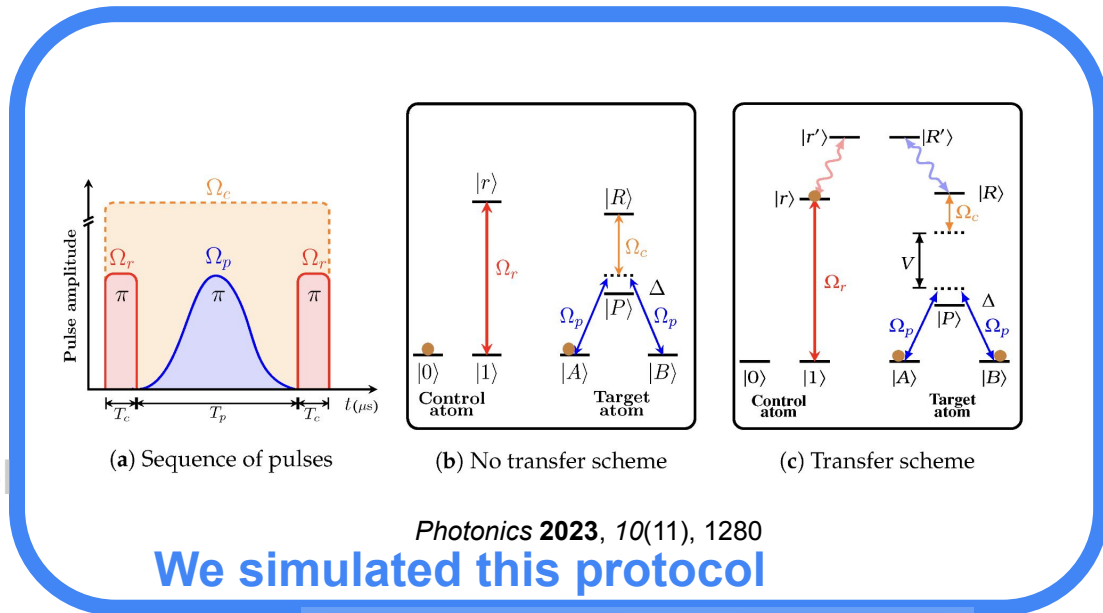 Pulse amplitude
Ω_c
Ω_r
Ω_p
Ω_r
π
π
π
T_c
T_p
T_c
t(μs)
(a) Sequence of pulses
|r⟩
|R⟩
Ω_r
Ω_c
Δ
|P⟩
Ω_p
Ω_p
|0⟩
|1⟩
|A⟩
|B⟩
Control
atom
Target
atom
(b) No transfer scheme
|r'⟩
|R'⟩
|r⟩
|R⟩
Ω_c
V
Ω_r
Δ
|P⟩
Ω_p
Ω_p
|0⟩
|1⟩
|A⟩
|B⟩
Control
atom
Target
atom
(c) Transfer scheme
Photonics 2023, 10(11), 1280
We simulated this protocol